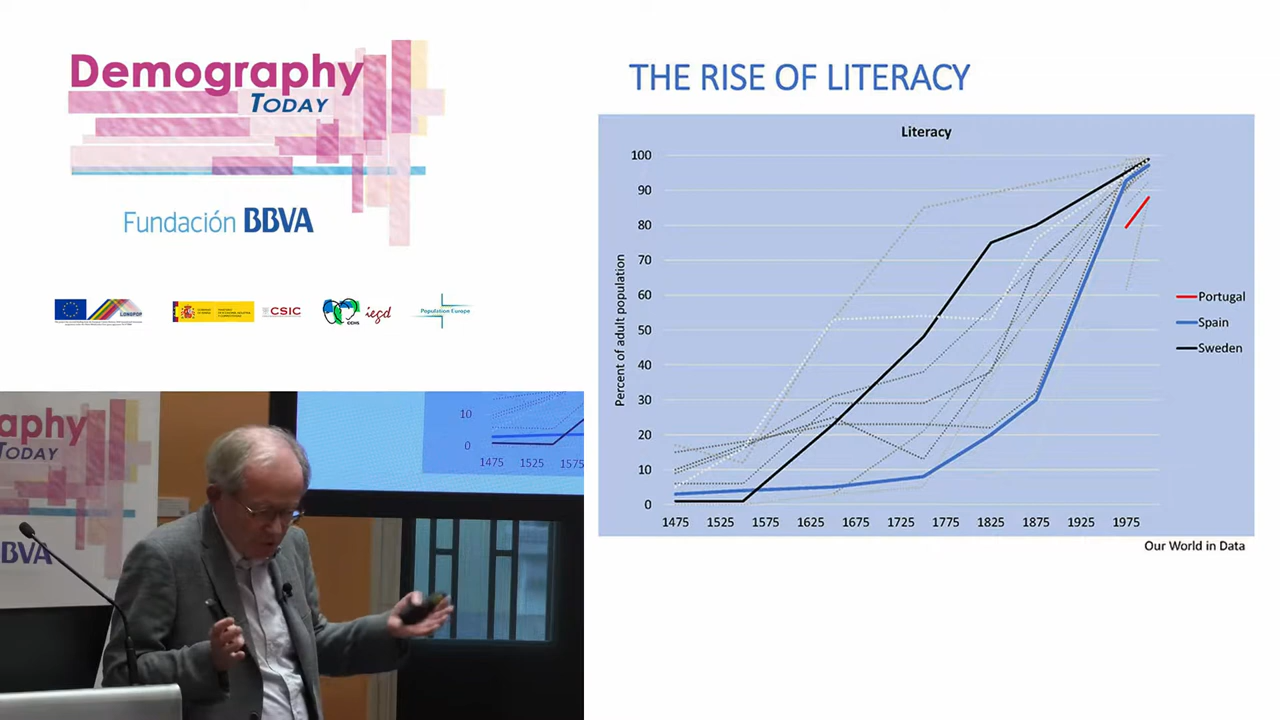 Demography
TODAY
Fundación BBVA
CSIC
iegd
Population Europe
THE RISE OF LITERACY
Literacy
Percent of adult population
100
90
80
70
60
50
40
30
20
10
0
1475 1525 1575 1625 1675 1725 1775 1825 1875 1925 1975
Portugal
Spain
Sweden
Our World in Data
aphy
TODAY
BVA
10
0
1475 1525 1575